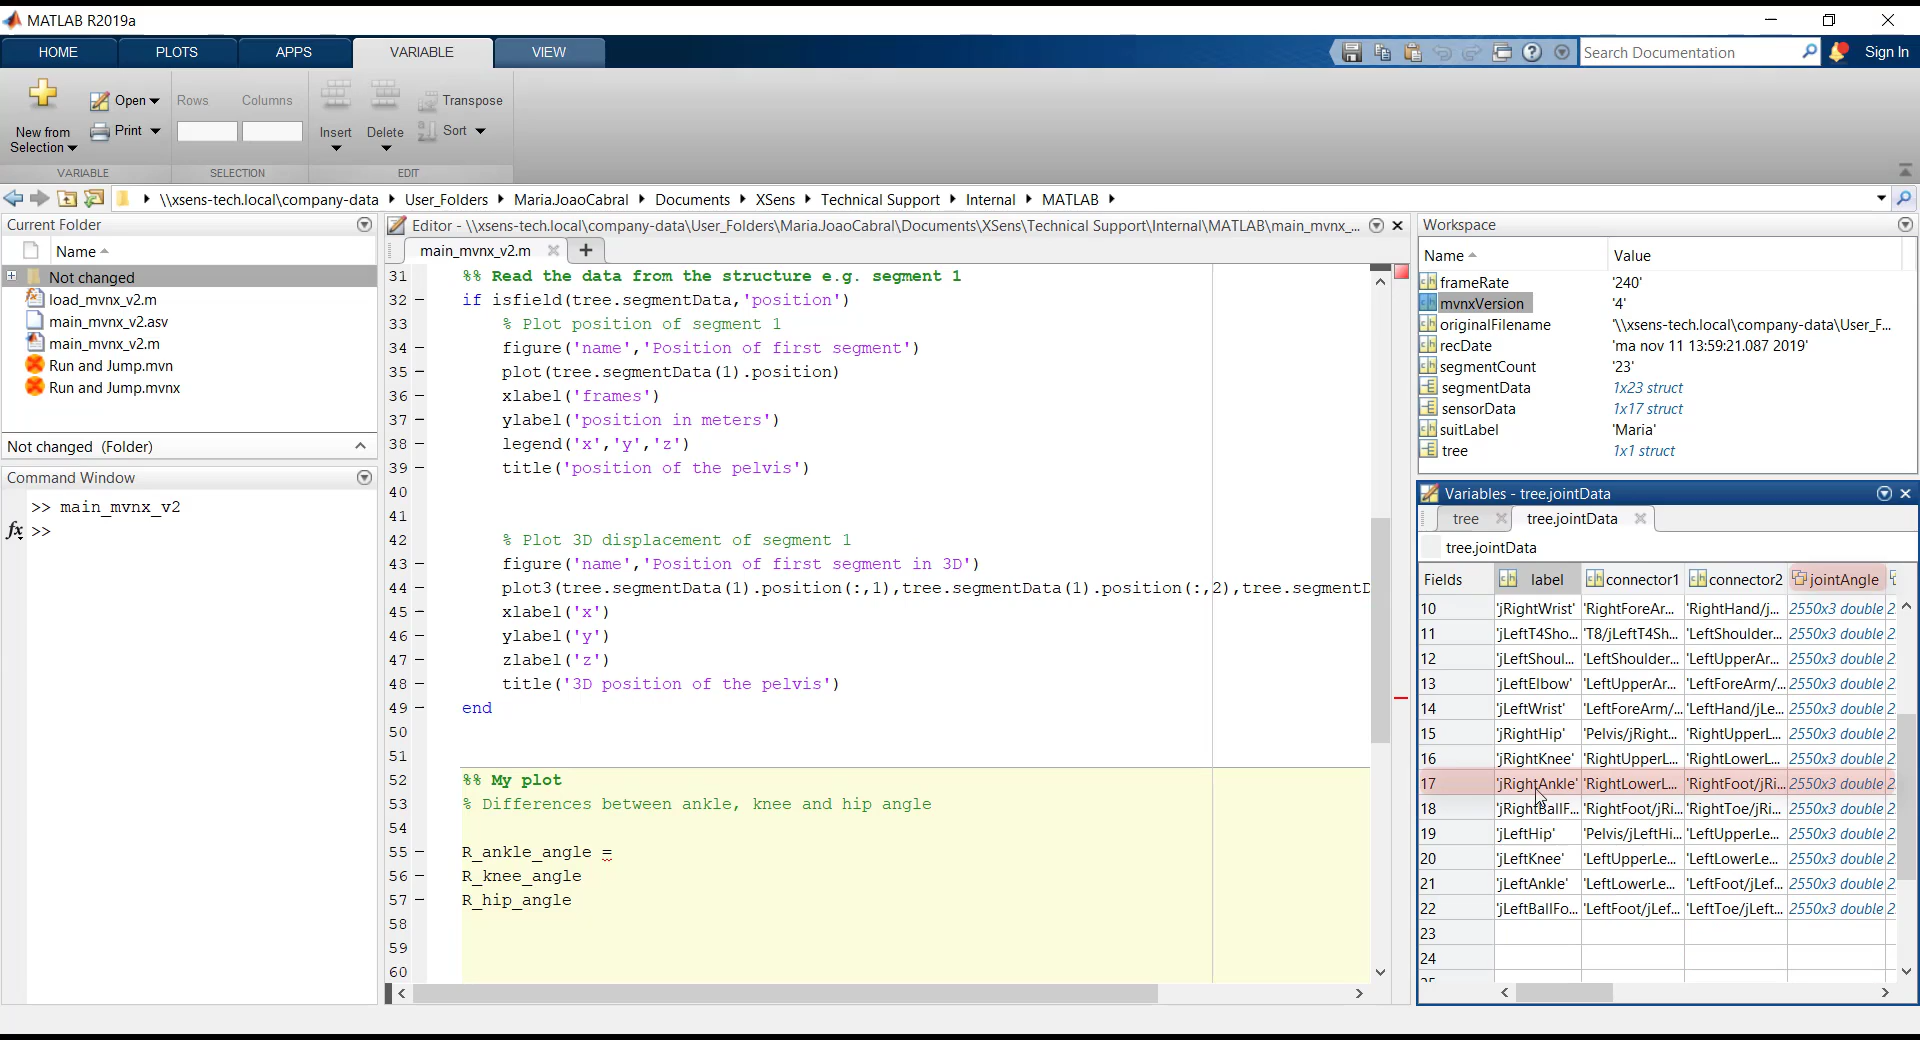 MATLAB R2019a
HOME PLOTS APPS VARIABLE VIEW
Search Documentation
Sign In
New from
Selection
Open
Print
Rows Columns
Insert
Delete
Transpose
Sort
VARIABLE SELECTION EDIT
\\xsens-tech.local\company-data User_Folders Maria.JoaoCabral Documents XSens Technical Support Internal MATLAB
Current Folder
Name
Not changed
load_mvnx_v2.m
main_mvnx_v2.asv
main_mvnx_v2.m
Run and Jump.mvn
Run and Jump.mvnx
Not changed (Folder)
Command Window
>> main_mvnx_v2
fx >>
Editor - \\xsens-tech.local\company-data\User_Folders\Maria.JoaoCabral\Documents\XSens\Technical Support\Internal\MATLAB\main_mvnx_...
main_mvnx_v2.m
31 %% Read the data from the structure e.g. segment 1
32 – if isfield(tree.segmentData,'position')
33 % Plot position of segment 1
34 – figure('name','Position of first segment')
35 – plot(tree.segmentData(1).position)
36 – xlabel('frames')
37 – ylabel('position in meters')
38 – legend('x','y','z')
39 – title('position of the pelvis')
40
41
42 % Plot 3D displacement of segment 1
43 – figure('name','Position of first segment in 3D')
44 – plot3(tree.segmentData(1).position(:,1),tree.segmentData(1).position(:,2),tree.segmentD
45 – xlabel('x')
46 – ylabel('y')
47 – zlabel('z')
48 – title('3D position of the pelvis')
49 – end
50
51
52 %% My plot
53 % Differences between ankle, knee and hip angle
54
55 – R_ankle_angle =
56 – R_knee_angle
57 – R_hip_angle
58
59
60
Workspace
Name Value
frameRate '240'
mvnxVersion '4'
originalFilename '\\xsens-tech.local\company-data\User_F...
recDate 'ma nov 11 13:59:21.087 2019'
segmentCount '23'
segmentData 1x23 struct
sensorData 1x17 struct
suitLabel 'Maria'
tree 1x1 struct
Variables - tree.jointData
tree tree.jointData
tree.jointData
Fields label connector1 connector2 jointAngle
10 'jRightWrist' 'RightForeAr... 'RightHand/j... 2550x3 double 2
11 'jLeftT4Sho... 'T8/jLeftT4Sh... 'LeftShoulder... 2550x3 double 2
12 'jLeftShoul... 'LeftShoulder... 'LeftUpperAr... 2550x3 double 2
13 'jLeftElbow' 'LeftUpperAr... 'LeftForeArm/... 2550x3 double 2
14 'jLeftWrist' 'LeftForeArm/... 'LeftHand/jLe... 2550x3 double 2
15 'jRightHip' 'Pelvis/jRight... 'RightUpperL... 2550x3 double 2
16 'jRightKnee' 'RightUpperL... 'RightLowerL... 2550x3 double 2
17 'jRightAnkle' 'RightLowerL... 'RightFoot/jRi... 2550x3 double 2
18 'jRightBallF... 'RightFoot/jRi... 'RightToe/jRi... 2550x3 double 2
19 'jLeftHip' 'Pelvis/jLeftHi... 'LeftUpperLe... 2550x3 double 2
20 'jLeftKnee' 'LeftUpperLe... 'LeftLowerLe... 2550x3 double 2
21 'jLeftAnkle' 'LeftLowerLe... 'LeftFoot/jLef... 2550x3 double 2
22 'jLeftBallFo... 'LeftFoot/jLef... 'LeftToe/jLeft... 2550x3 double 2
23
24